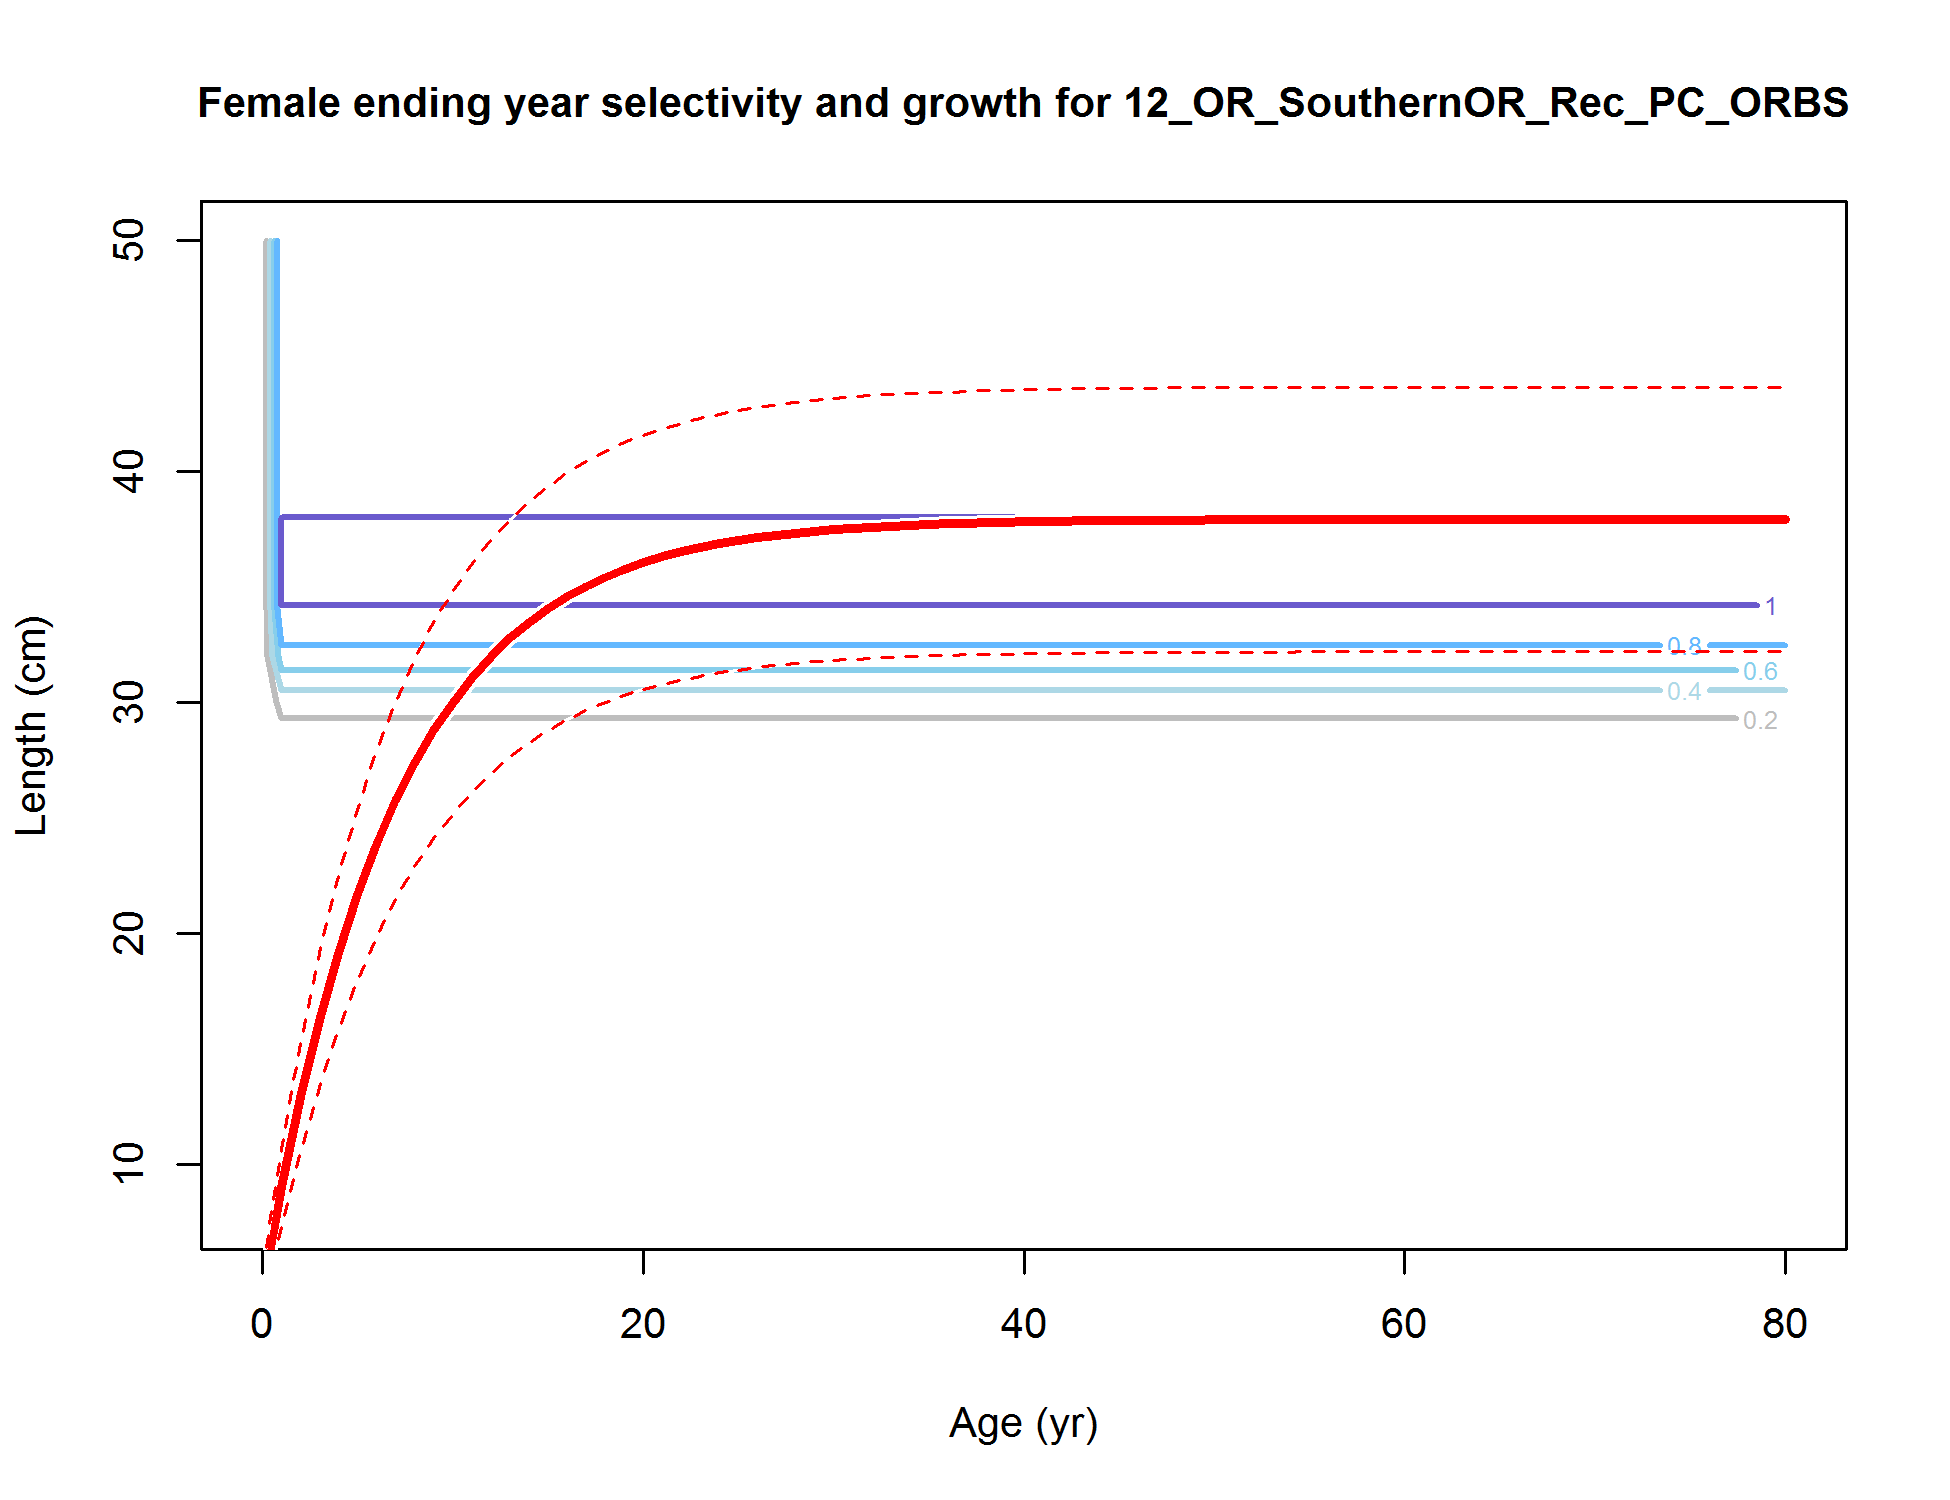 Female ending year selectivity and growth for 12_OR_SouthernOR_Rec_PC_ORBS
50
40
30
20
10
Length (cm)
1
0.8
0.6
0.4
0.2
0 20 40 60 80
Age (yr)